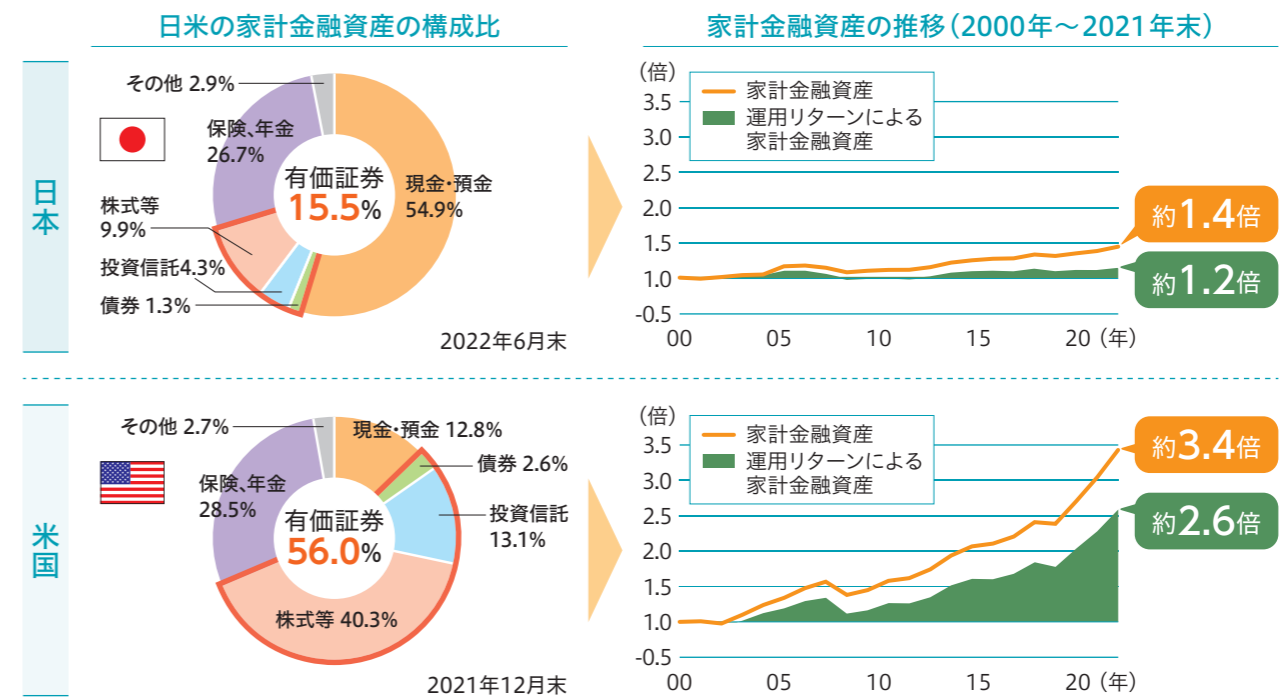 日米の家計金融資産の構成比
家計金融資産の推移(2000年～2021年末)
日本
その他 2.9%
保険、年金
26.7%
株式等
9.9%
投資信託4.3%
債券 1.3%
有価証券
15.5%
現金・預金
54.9%
2022年6月末
(倍)
3.5
3.0
2.5
2.0
1.5
1.0
-0.5
家計金融資産
運用リターンによる
家計金融資産
00 05 10 15 20 (年)
約1.4倍
約1.2倍
米国
その他 2.7%
現金・預金 12.8%
債券 2.6%
保険、年金
28.5%
有価証券
56.0%
投資信託
13.1%
株式等 40.3%
2021年12月末
(倍)
3.5
3.0
2.5
2.0
1.5
1.0
-0.5
家計金融資産
運用リターンによる
家計金融資産
00 05 10 15 20 (年)
約3.4倍
約2.6倍